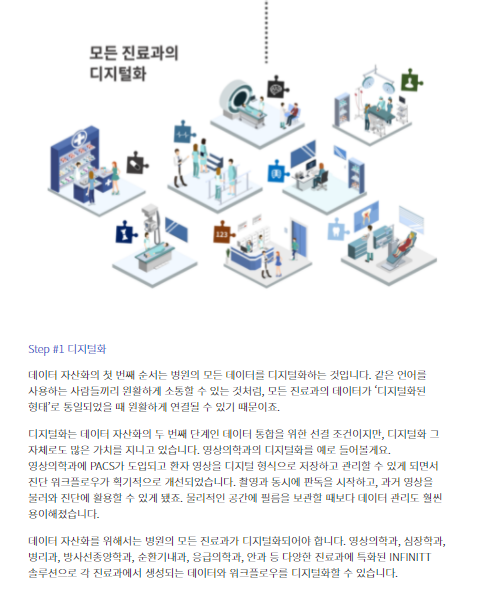 모든 진료과의
디지털화
123
Step #1 디지털화
데이터 자산화의 첫 번째 순서는 병원의 모든 데이터를 디지털화하는 것입니다. 같은 언어를
사용하는 사람들끼리 원활하게 소통할 수 있는 것처럼, 모든 진료과의 데이터가 ‘디지털화된
형태’로 통일되었을 때 원활하게 연결될 수 있기 때문이죠.
디지털화는 데이터 자산화의 두 번째 단계인 데이터 통합을 위한 선결 조건이지만, 디지털화 그
자체로도 많은 가치를 지니고 있습니다. 영상의학과의 디지털화를 예로 들어볼게요.
영상의학과에 PACS가 도입되고 환자 영상을 디지털 형식으로 저장하고 관리할 수 있게 되면서
진단 워크플로우가 획기적으로 개선되었습니다. 촬영과 동시에 판독을 시작하고, 과거 영상을
불러와 진단에 활용할 수 있게 됐죠. 물리적인 공간에 필름을 보관할 때보다 데이터 관리도 훨씬
용이해졌습니다.
데이터 자산화를 위해서는 병원의 모든 진료과가 디지털화되어야 합니다. 영상의학과, 심장학과,
병리과, 방사선종양학과, 순환기내과, 응급의학과, 안과 등 다양한 진료과에 특화된 INFINITT
솔루션으로 각 진료과에서 생성되는 데이터와 워크플로우를 디지털화할 수 있습니다.